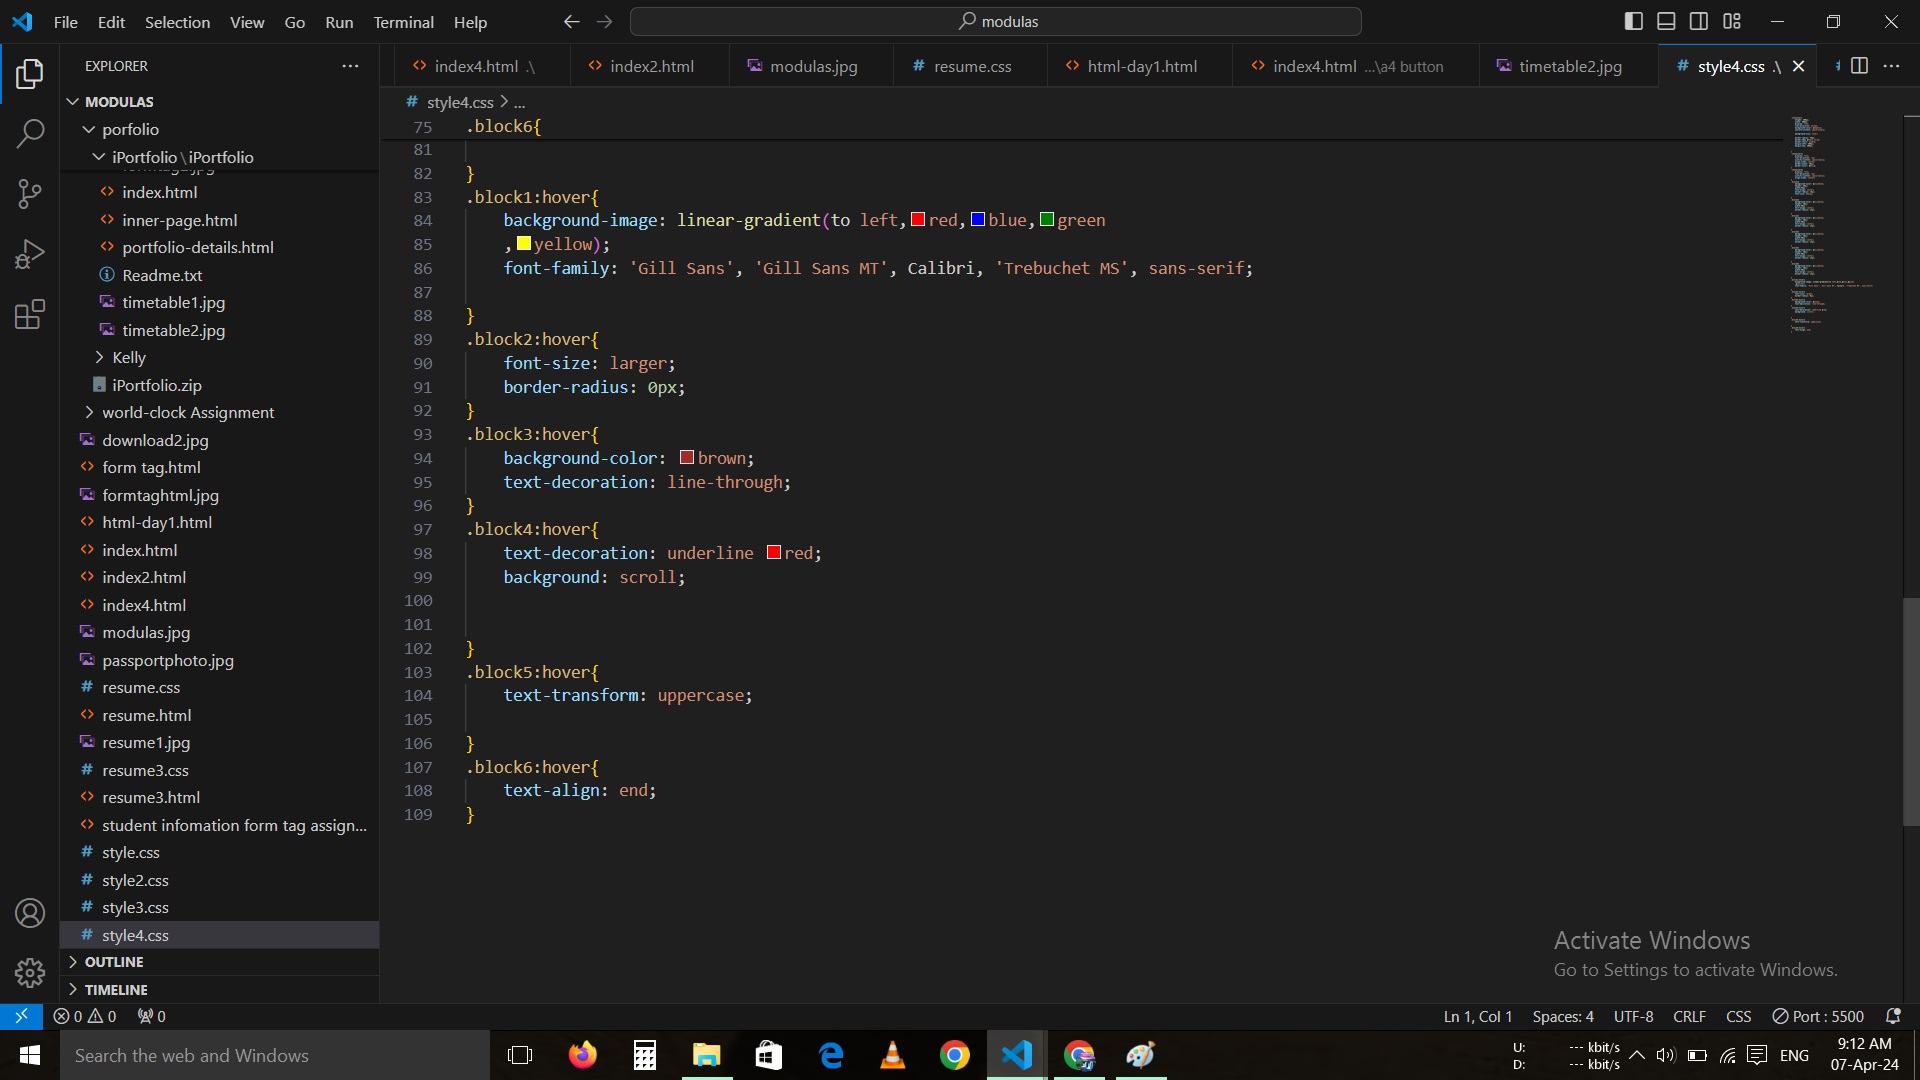 File Edit Selection View Go Run Terminal Help
modulas
EXPLORER
index4.html .\
index2.html
modulas.jpg
# resume.css
html-day1.html
index4.html ...\a4 button
timetable2.jpg
# style4.css .\
MODULAS
porfolio
iPortfolio\iPortfolio
index.html
inner-page.html
portfolio-details.html
Readme.txt
timetable1.jpg
timetable2.jpg
Kelly
iPortfolio.zip
world-clock Assignment
download2.jpg
form tag.html
formtaghtml.jpg
html-day1.html
index.html
index2.html
index4.html
modulas.jpg
passportphoto.jpg
# resume.css
resume.html
resume1.jpg
# resume3.css
resume3.html
student infomation form tag assign...
# style.css
# style2.css
# style3.css
# style4.css
OUTLINE
TIMELINE
# style4.css > ...
75 .block6{
81
82 }
83 .block1:hover{
84 background-image: linear-gradient(to left,red,blue,green
85 ,yellow);
86 font-family: 'Gill Sans', 'Gill Sans MT', Calibri, 'Trebuchet MS', sans-serif;
87
88 }
89 .block2:hover{
90 font-size: larger;
91 border-radius: 0px;
92 }
93 .block3:hover{
94 background-color: brown;
95 text-decoration: line-through;
96 }
97 .block4:hover{
98 text-decoration: underline red;
99 background: scroll;
100
101
102 }
103 .block5:hover{
104 text-transform: uppercase;
105
106 }
107 .block6:hover{
108 text-align: end;
109 }
Activate Windows
Go to Settings to activate Windows.
0 0 0
Ln 1, Col 1 Spaces: 4 UTF-8 CRLF CSS Port : 5500
Search the web and Windows
U: --- kbit/s
D: --- kbit/s
ENG
9:12 AM
07-Apr-24